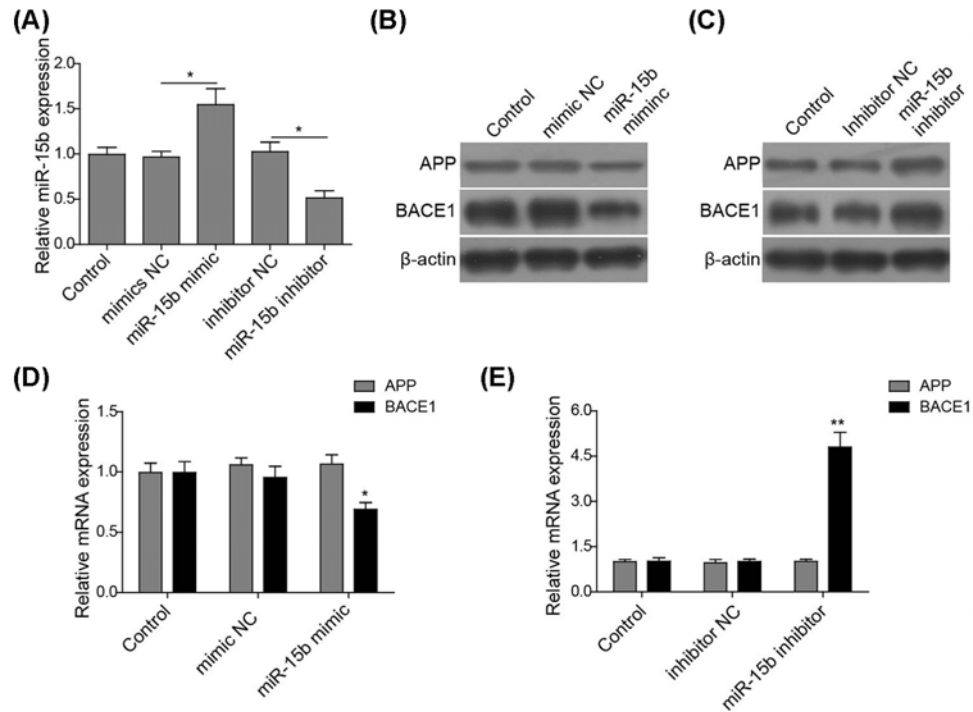 (A)
Relative miR-15b expression
2.0
1.5
1.0
0.5
0.0
*
*
Control
mimics NC
miR-15b mimic
inhibitor NC
miR-15b inhibitor
(B)
Control
mimic NC
miR-15b
miminc
APP
BACE1
β-actin
(C)
Control
Inhibitor NC
miR-15b
inhibitor
APP
BACE1
β-actin
(D)
APP
BACE1
Relative mRNA expression
1.5
1.0
0.5
0.0
*
Control
mimic NC
miR-15b mimic
(E)
APP
BACE1
Relative mRNA expression
6.0
4.5
3.0
1.5
0.0
**
Control
inhibitor NC
miR-15b inhibitor